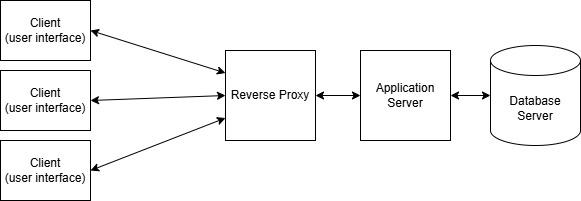 Client
(user interface)
Client
(user interface)
Client
(user interface)
Reverse Proxy
Application
Server
Database
Server